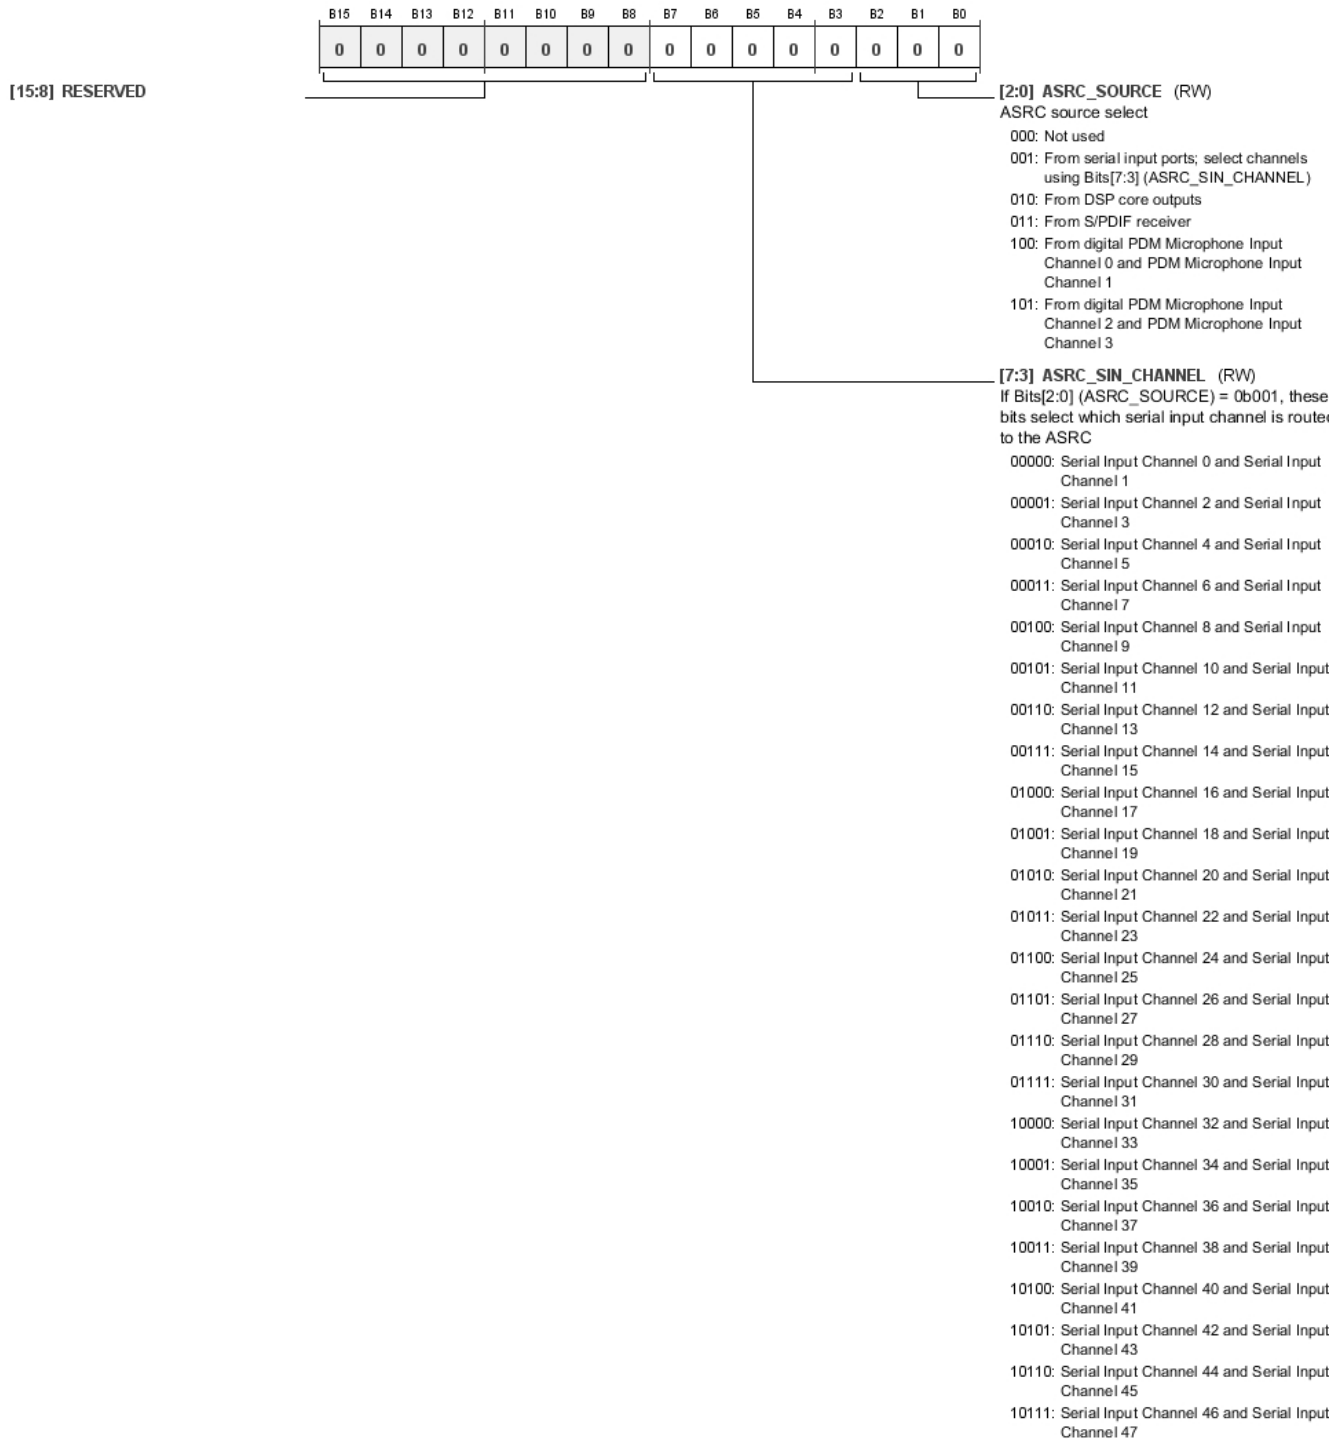 B15 B14 B13 B12 B11 B10 B9 B8 B7 B6 B5 B4 B3 B2 B1 B0
0 0 0 0 0 0 0 0 0 0 0 0 0 0 0 0
[15:8] RESERVED
[2:0] ASRC_SOURCE (RW)
ASRC source select
000: Not used
001: From serial input ports; select channels
using Bits[7:3] (ASRC_SIN_CHANNEL)
010: From DSP core outputs
011: From S/PDIF receiver
100: From digital PDM Microphone Input
Channel 0 and PDM Microphone Input
Channel 1
101: From digital PDM Microphone Input
Channel 2 and PDM Microphone Input
Channel 3
[7:3] ASRC_SIN_CHANNEL (RW)
If Bits[2:0] (ASRC_SOURCE) = 0b001, these
bits select which serial input channel is routed
to the ASRC
00000: Serial Input Channel 0 and Serial Input
Channel 1
00001: Serial Input Channel 2 and Serial Input
Channel 3
00010: Serial Input Channel 4 and Serial Input
Channel 5
00011: Serial Input Channel 6 and Serial Input
Channel 7
00100: Serial Input Channel 8 and Serial Input
Channel 9
00101: Serial Input Channel 10 and Serial Input
Channel 11
00110: Serial Input Channel 12 and Serial Input
Channel 13
00111: Serial Input Channel 14 and Serial Input
Channel 15
01000: Serial Input Channel 16 and Serial Input
Channel 17
01001: Serial Input Channel 18 and Serial Input
Channel 19
01010: Serial Input Channel 20 and Serial Input
Channel 21
01011: Serial Input Channel 22 and Serial Input
Channel 23
01100: Serial Input Channel 24 and Serial Input
Channel 25
01101: Serial Input Channel 26 and Serial Input
Channel 27
01110: Serial Input Channel 28 and Serial Input
Channel 29
01111: Serial Input Channel 30 and Serial Input
Channel 31
10000: Serial Input Channel 32 and Serial Input
Channel 33
10001: Serial Input Channel 34 and Serial Input
Channel 35
10010: Serial Input Channel 36 and Serial Input
Channel 37
10011: Serial Input Channel 38 and Serial Input
Channel 39
10100: Serial Input Channel 40 and Serial Input
Channel 41
10101: Serial Input Channel 42 and Serial Input
Channel 43
10110: Serial Input Channel 44 and Serial Input
Channel 45
10111: Serial Input Channel 46 and Serial Input
Channel 47